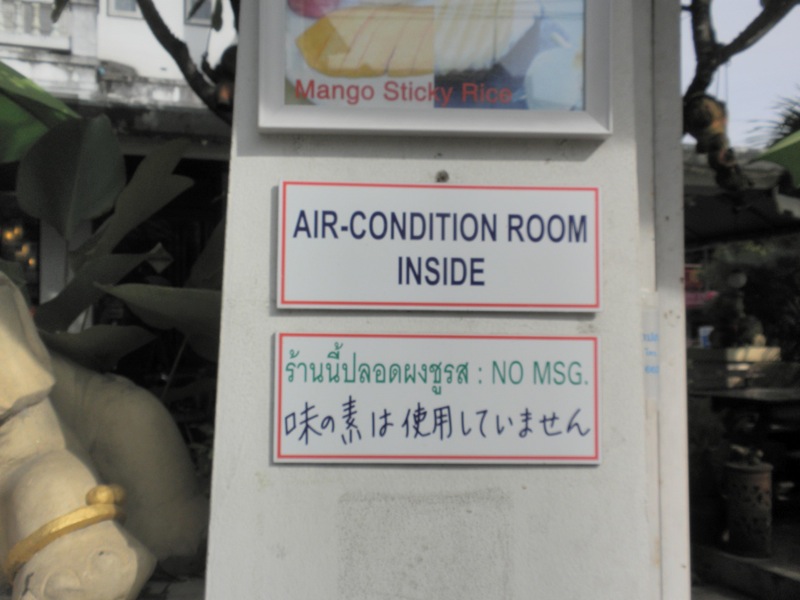 Mango Sticky Rice
AIR-CONDITION ROOM
INSIDE
ร้านนี้ปลอดผงชูรส : NO MSG.
味の素は使用していません